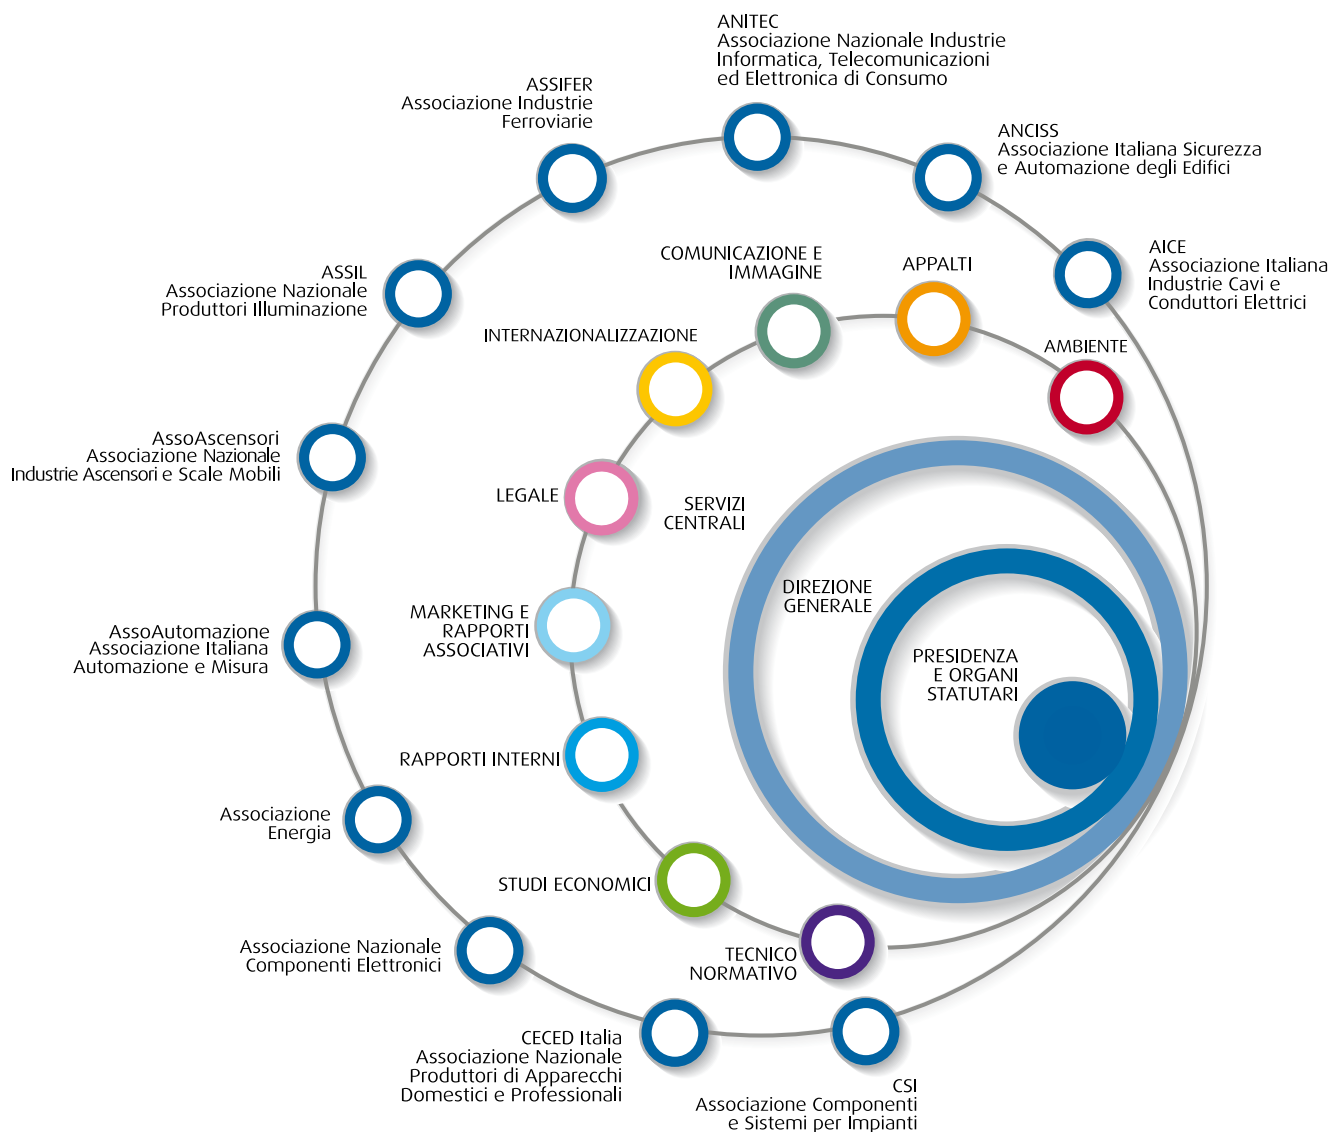 ANITEC
Associazione Nazionale Industrie
Informatica, Telecomunicazioni
ed Elettronica di Consumo
ASSIFER
Associazione Industrie
Ferroviarie
ANCISS
Associazione Italiana Sicurezza
e Automazione degli Edifici
AICE
Associazione Italiana
Industrie Cavi e
Conduttori Elettrici
ASSIL
Associazione Nazionale
Produttori Illuminazione
COMUNICAZIONE E
IMMAGINE
APPALTI
INTERNAZIONALIZZAZIONE
AMBIENTE
AssoAscensori
Associazione Nazionale
Industrie Ascensori e Scale Mobili
LEGALE
SERVIZI
CENTRALI
DIREZIONE
GENERALE
MARKETING E
RAPPORTI
ASSOCIATIVI
AssoAutomazione
Associazione Italiana
Automazione e Misura
PRESIDENZA
E ORGANI
STATUTARI
RAPPORTI INTERNI
Associazione
Energia
STUDI ECONOMICI
Associazione Nazionale
Componenti Elettronici
TECNICO
NORMATIVO
CECED Italia
Associazione Nazionale
Produttori di Apparecchi
Domestici e Professionali
CSI
Associazione Componenti
e Sistemi per Impianti